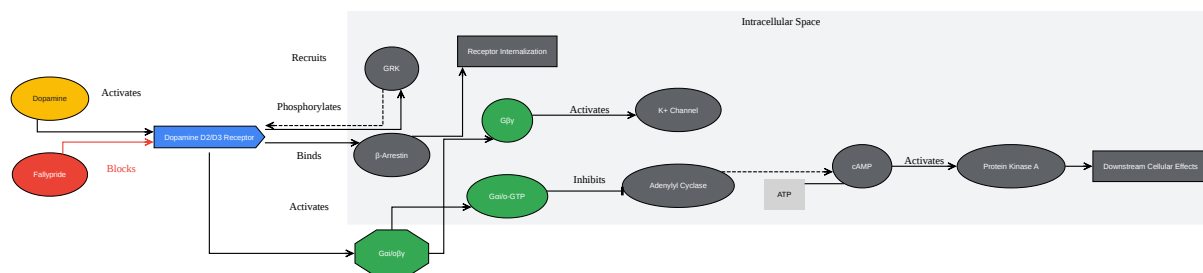 Intracellular Space
Recruits
Receptor Internalization
GRK
Dopamine
Activates
Phosphorylates
Gβγ
Activates
K+ Channel
Dopamine D2/D3 Receptor
Binds
β-Arrestin
Fallypride
Blocks
Inhibits
Adenylyl Cyclase
cAMP
Activates
Protein Kinase A
Downstream Cellular Effects
Activates
Gαi/o-GTP
ATP
Gαi/oβγ